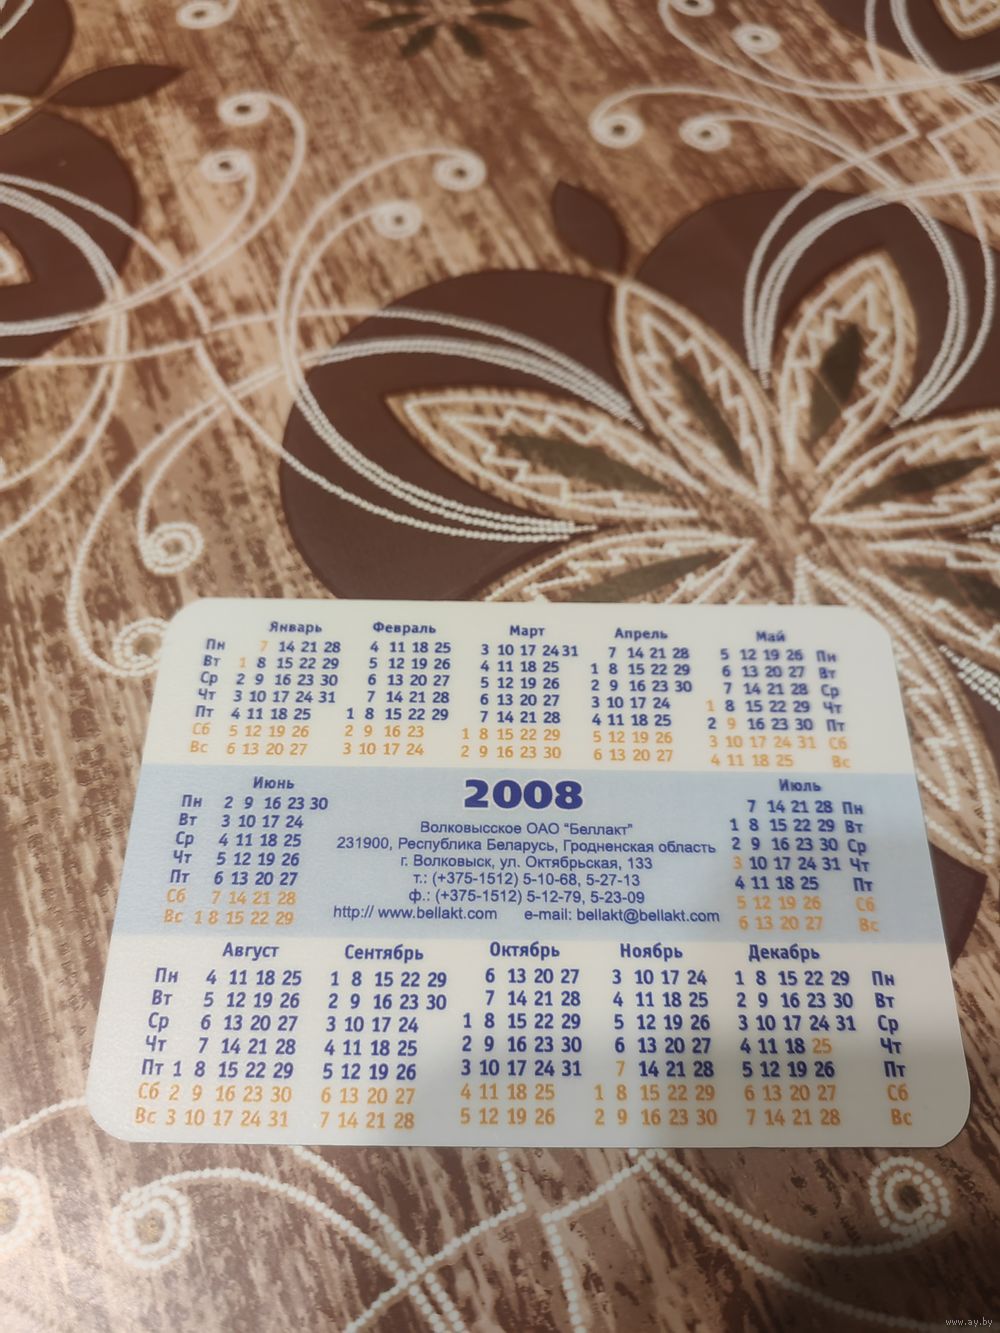 Январь Февраль Март Апрель Май
Пн 7 14 21 28 4 11 18 25 3 10 17 24 31 7 14 21 28 5 12 19 26 Пн
Вт 1 8 15 22 29 5 12 19 26 4 11 18 25 1 8 15 22 29 6 13 20 27 Вт
Ср 2 9 16 23 30 6 13 20 27 5 12 19 26 2 9 16 23 30 7 14 21 28 Ср
Чт 3 10 17 24 31 7 14 21 28 6 13 20 27 3 10 17 24 1 8 15 22 29 Чт
Пт 4 11 18 25 1 8 15 22 29 7 14 21 28 4 11 18 25 2 9 16 23 30 Пт
Сб 5 12 19 26 2 9 16 23 1 8 15 22 29 5 12 19 26 3 10 17 24 31 Сб
Вс 6 13 20 27 3 10 17 24 2 9 16 23 30 6 13 20 27 4 11 18 25 Вс
Июнь
Пн 2 9 16 23 30
Вт 3 10 17 24
Ср 4 11 18 25
Чт 5 12 19 26
Пт 6 13 20 27
Сб 7 14 21 28
Вс 1 8 15 22 29
2008
Волковысское ОАО "Беллакт"
231900, Республика Беларусь, Гродненская область
г. Волковыск, ул. Октябрьская, 133
т.: (+375-1512) 5-10-68, 5-27-13
ф.: (+375-1512) 5-12-79, 5-23-09
http:// www.bellakt.com e-mail: bellakt@bellakt.com
Июль
7 14 21 28 Пн
1 8 15 22 29 Вт
2 9 16 23 30 Ср
3 10 17 24 31 Чт
4 11 18 25 Пт
5 12 19 26 Сб
6 13 20 27 Вс
Август Сентябрь Октябрь Ноябрь Декабрь
Пн 4 11 18 25 1 8 15 22 29 6 13 20 27 3 10 17 24 1 8 15 22 29 Пн
Вт 5 12 19 26 2 9 16 23 30 7 14 21 28 4 11 18 25 2 9 16 23 30 Вт
Ср 6 13 20 27 3 10 17 24 1 8 15 22 29 5 12 19 26 3 10 17 24 31 Ср
Чт 7 14 21 28 4 11 18 25 2 9 16 23 30 6 13 20 27 4 11 18 25 Чт
Пт 1 8 15 22 29 5 12 19 26 3 10 17 24 31 7 14 21 28 5 12 19 26 Пт
Сб 2 9 16 23 30 6 13 20 27 4 11 18 25 1 8 15 22 29 6 13 20 27 Сб
Вс 3 10 17 24 31 7 14 21 28 5 12 19 26 2 9 16 23 30 7 14 21 28 Вс
www.ay.by